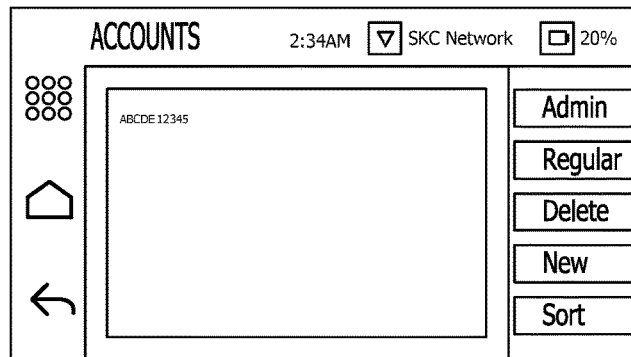 ACCOUNTS 2:34AM SKC Network 20%
ABCDE 12345
Admin
Regular
Delete
New
Sort